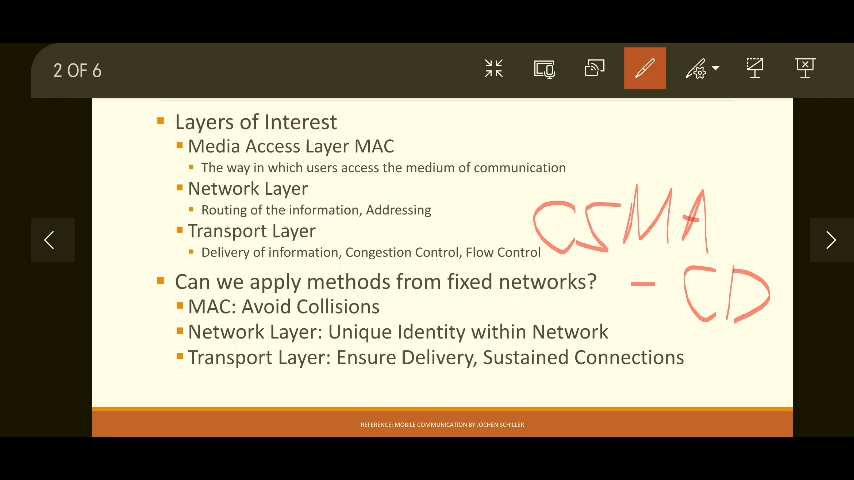 2 OF 6
Layers of Interest
Media Access Layer MAC
The way in which users access the medium of communication
Network Layer
Routing of the information, Addressing
Transport Layer
Delivery of information, Congestion Control, Flow Control
CSMA
Can we apply methods from fixed networks?
- CD
MAC: Avoid Collisions
Network Layer: Unique Identity within Network
Transport Layer: Ensure Delivery, Sustained Connections
REFERENCE: MOBILE COMMUNICATION BY JOCHEN SCHILLER